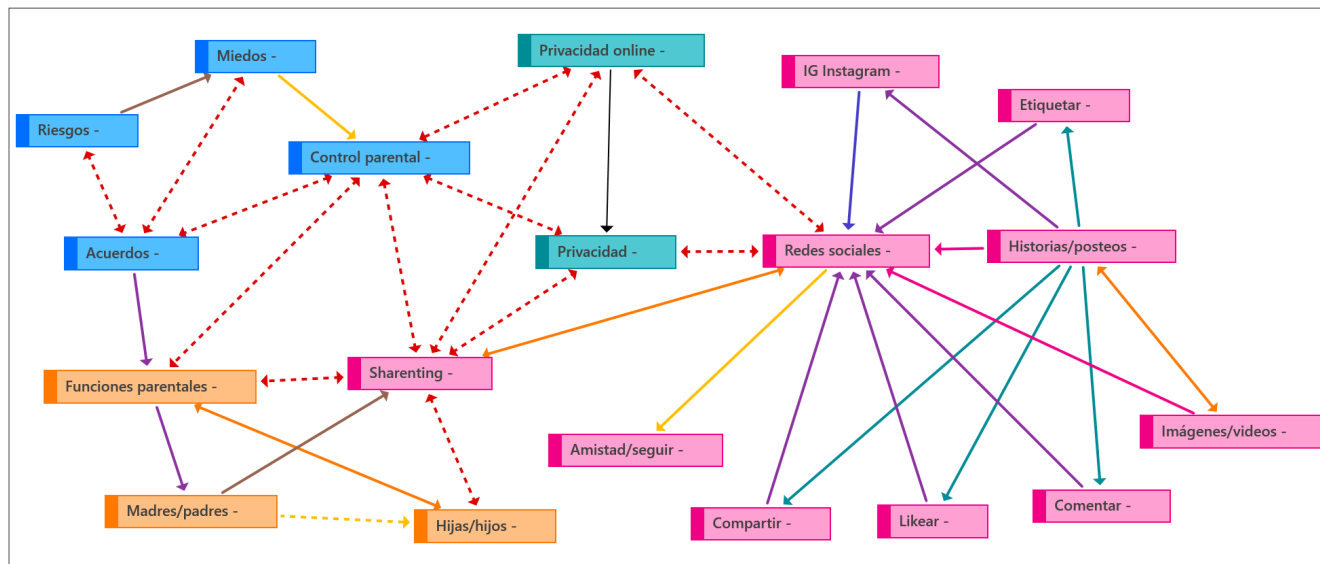 Miedos -
Privacidad online -
IG Instagram -
Etiquetar -
Riesgos -
Control parental -
Acuerdos -
Privacidad -
Redes sociales -
Historias/posteos -
Funciones parentales -
Sharenting -
Amistad/seguir -
Imágenes/videos -
Madres/padres -
Hijas/hijos -
Compartir -
Likear -
Comentar -